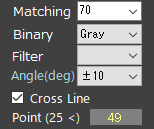 Matching 70
Binary Gray
Filter
Angle(deg) ±10
Cross Line
Point (25 <) 49